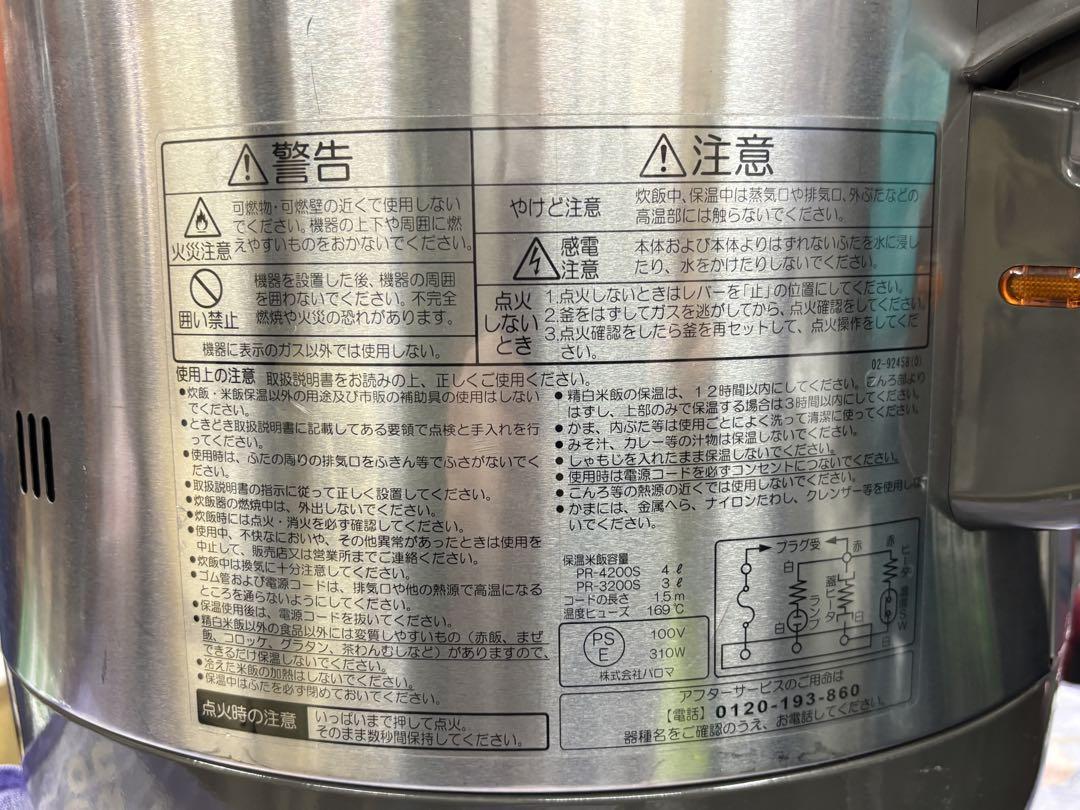 警告
火災注意
可燃物・可燃壁の近くで使用しない
でください。機器の上下や周囲に燃
えやすいものをおかないでください。
囲い禁止
機器を設置した後、機器の周囲
を囲わないでください。不完全
燃焼や火災の恐れがあります。
機器に表示のガス以外では使用しない。
注意
やけど注意
炊飯中、保温中は蒸気口や排気口、外ぶたなどの
高温部には触らないでください。
感電
注意
本体および本体よりはずれないふたを水に浸し
たり、水をかけたりしないでください。
点火
しない
とき
1.点火しないときはレバーを「止」の位置にしてください。
2.釜をはずしてガスを逃がしてから、点火確認をしてください。
3.点火確認をしたら釜を再セットして、点火操作をしてくだ
さい。
02-92458(0)
使用上の注意 取扱説明書をお読みの上、正しくご使用ください。
●炊飯・米飯保温以外の用途及び市販の補助具の使用はしない
でください。
●ときどき取扱説明書に記載してある要領で点検と手入れを行
ってください。
●使用時は、ふたの周りの排気口をふきん等でふさがないでく
ださい。
●取扱説明書の指示に従って正しく設置してください。
●炊飯器の燃焼中は、外出しないでください。
●炊飯時には点火・消火を必ず確認してください。
●使用中、不快なにおいや、その他異常があったときは使用を
中止して、販売店又は営業所までご連絡ください。
●炊飯中は換気に十分注意してください。
●ゴム管および電源コードは、排気口や他の熱源で高温になる
ところを通らないようにしてください。
●保温使用後は、電源コードを抜いてください。
●精白米飯以外の食品以外には変質しやすいもの(赤飯、まぜ
飯、コロッケ、グラタン、茶わんむしなど)がありますので、
できるだけ保温しないでください。
●冷えた米飯の加熱はしないでください。
●保温中はふたを必ず閉めておいてください。
点火時の注意
いっぱいまで押して点火。
そのまま数秒間保持してください。
●精白米飯の保温は、12時間以内にしてください。こんろ部より
はずし、上部のみで保温する場合は3時間以内にしてください。
●かま、内ぶた等は使用ごとによく洗って清潔に使ってください。
●みそ汁、カレー等の汁物は保温しないでください。
●しゃもじを入れたまま保温しないでください。
●使用時は電源コードを必ずコンセントにつないでください。
●こんろ等の熱源の近くでは使用しないでください。
●かまには、金属へら、ナイロンたわし、クレンザー等を使用しな
いでください。
保温米飯容量
PR-4200S 4ℓ
PR-3200S 3ℓ
コードの長さ 1.5m
温度ヒューズ 169℃
PS
E
100V
310W
株式会社パロマ
プラグ受
赤
赤
白
ランプ
白
蓋ヒータ
白
ヒータ
温度SW
アフターサービスのご用命は
【電話】0120-193-860
器種名をご確認のうえ、お電話してください。